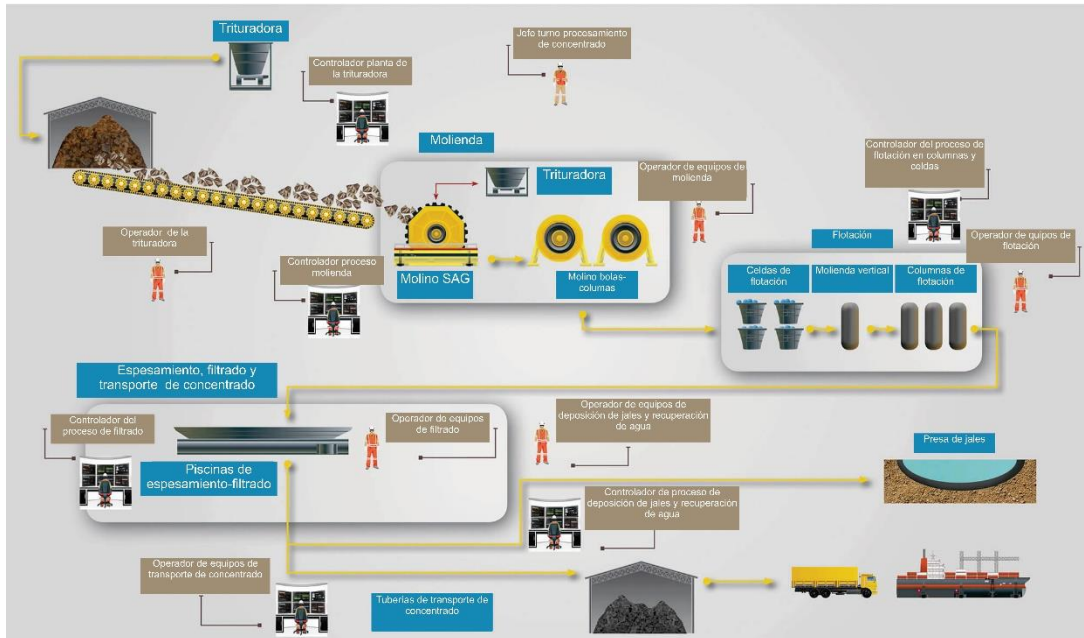 Trituradora
Controlador planta de
la trituradora
Jefe turno procesamiento
de concentrado
Molienda
Trituradora
Operador de equipos de
molienda
Controlador del proceso de
flotación en columnas y
celdas
Operador de la
trituradora
Controlador proceso
molienda
Molino SAG
Molino bolas-
columas
Flotación
Operador de quipos de
flotación
Celdas de
flotación
Molienda vertical
Columnas de
flotación
Espesamiento, filtrado y
transporte de concentrado
Controlador del
proceso de filtrado
Operador de equipos
de filtrado
Operador de equipos de
deposición de jales y recuperación
de agua
Presa de jales
Piscinas de
espesamiento-filtrado
Controlador de proceso de
deposición de jales y recuperación
de agua
Operador de equipos de
transporte de concentrado
Tuberías de transporte de
concentrado